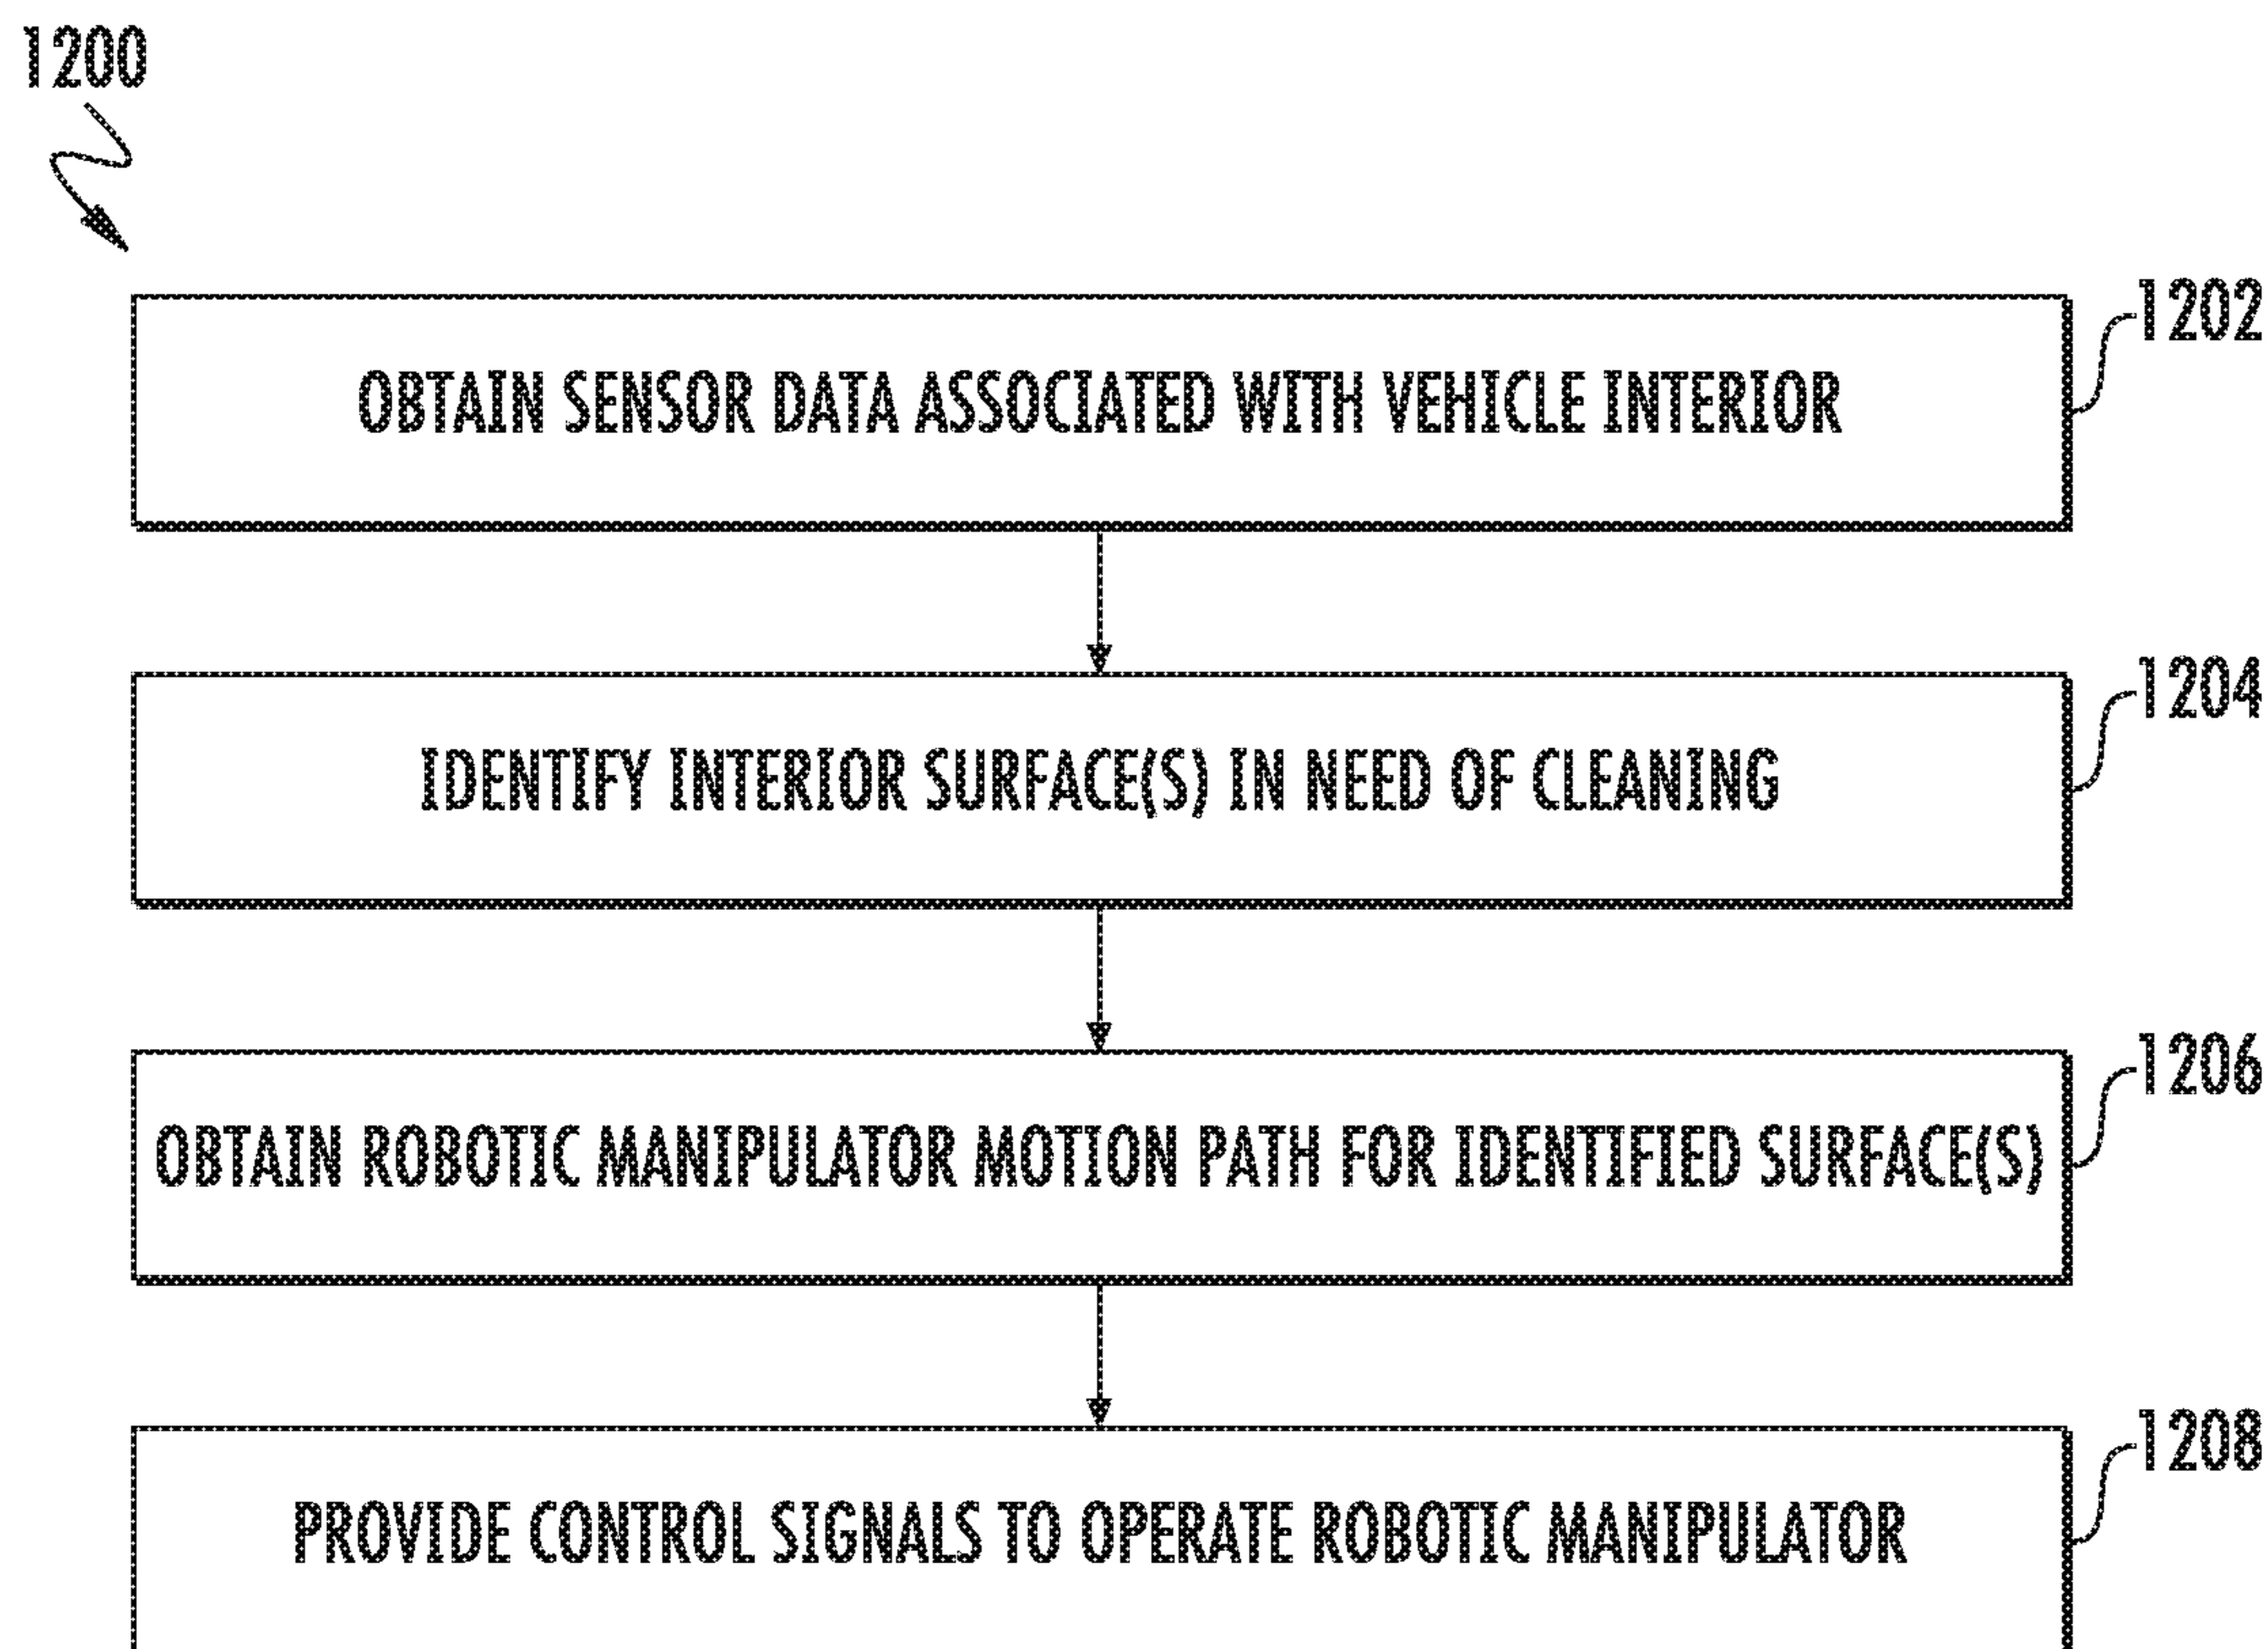 1200
1202
OBTAIN SENSOR DATA ASSOCIATED WITH VEHICLE INTERIOR
1204
IDENTIFY INTERIOR SURFACE(S) IN NEED OF CLEANING
1206
OBTAIN ROBOTIC MANIPULATOR MOTION PATH FOR IDENTIFIED SURFACE(S)
1208
PROVIDE CONTROL SIGNALS TO OPERATE ROBOTIC MANIPULATOR